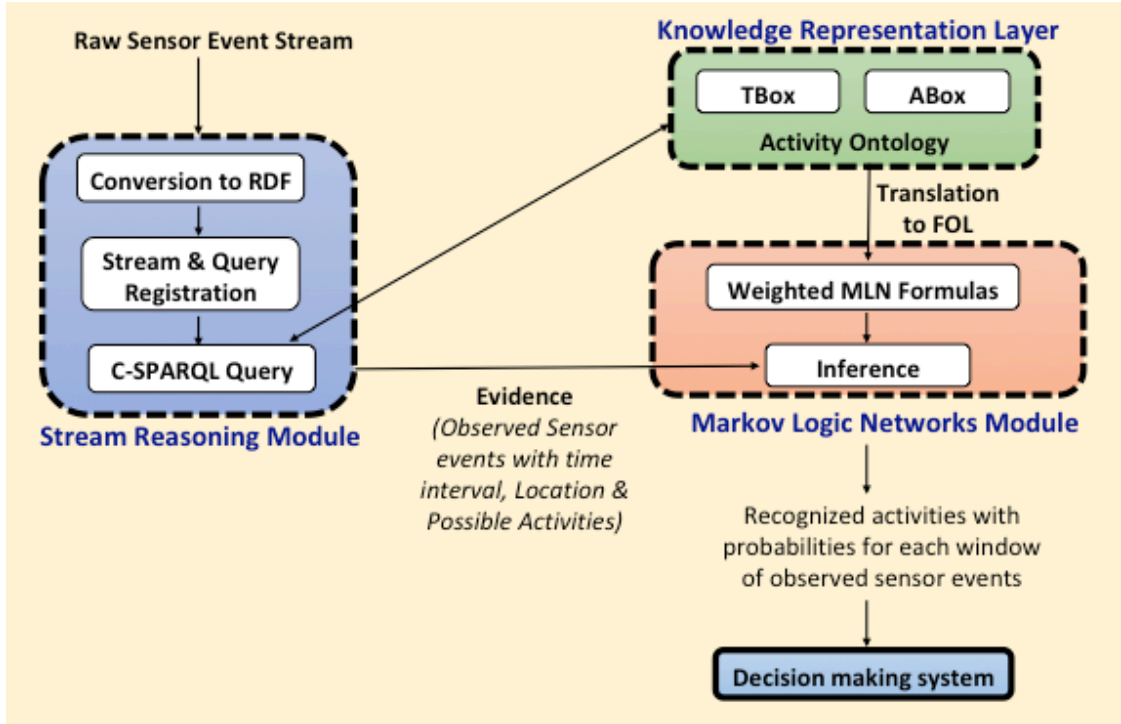 Raw Sensor Event Stream
Conversion to RDF
Stream & Query
Registration
C-SPARQL Query
Stream Reasoning Module
Knowledge Representation Layer
TBox
ABox
Activity Ontology
Translation
to FOL
Weighted MLN Formulas
Inference
Markov Logic Networks Module
Evidence
(Observed Sensor
events with time
interval, Location &
Possible Activities)
Recognized activities with
probabilities for each window
of observed sensor events
Decision making system